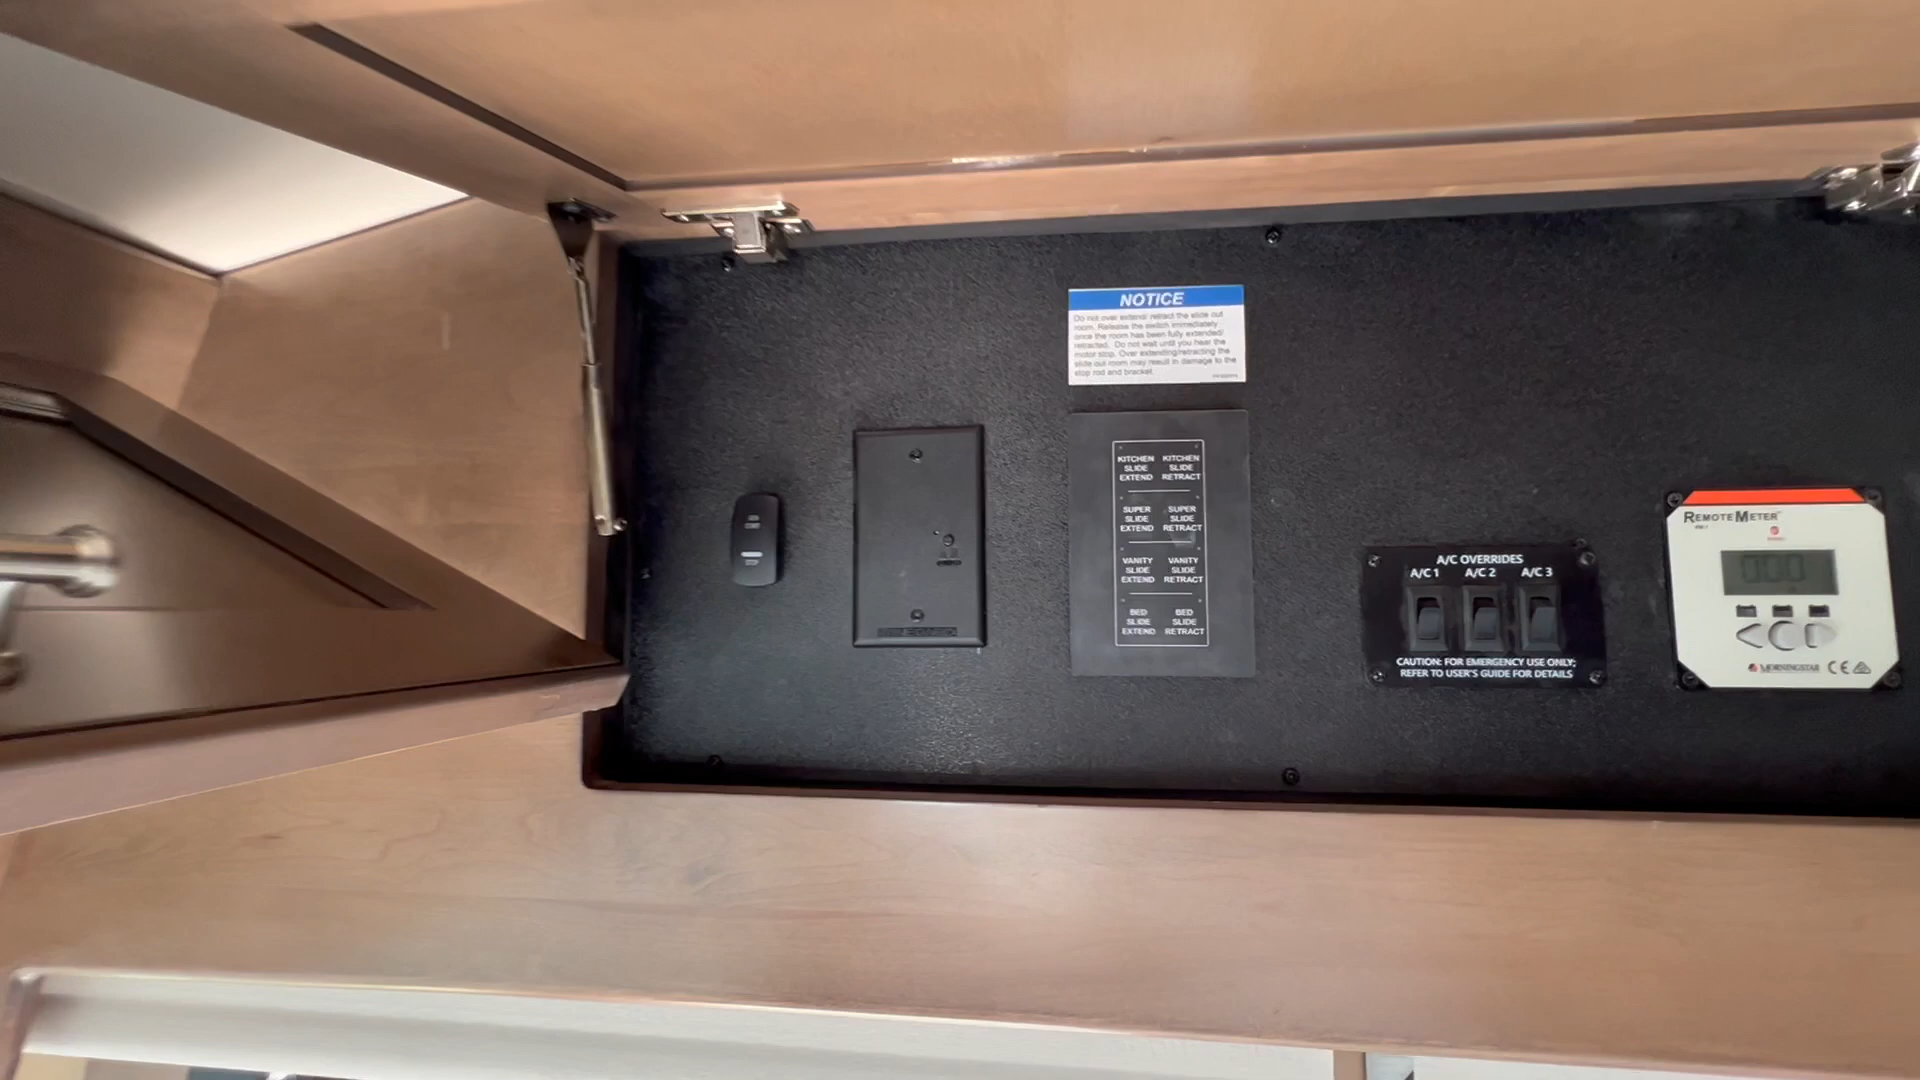 NOTICE
Do not over extend/ retract the slide out
room. Release the switch immediately
once the room has been fully extended/
retracted. Do not wait until you hear the
motor stop. Over extending/retracting the
slide out room may result in damage to the
stop rod and bracket.
KITCHEN SLIDE EXTEND
KITCHEN SLIDE RETRACT
SUPER SLIDE EXTEND
SUPER SLIDE RETRACT
VANITY SLIDE EXTEND
VANITY SLIDE RETRACT
BED SLIDE EXTEND
BED SLIDE RETRACT
A/C OVERRIDES
A/C 1 A/C 2 A/C 3
CAUTION: FOR EMERGENCY USE ONLY;
REFER TO USER'S GUIDE FOR DETAILS
REMOTE METER
MORNINGSTAR CE